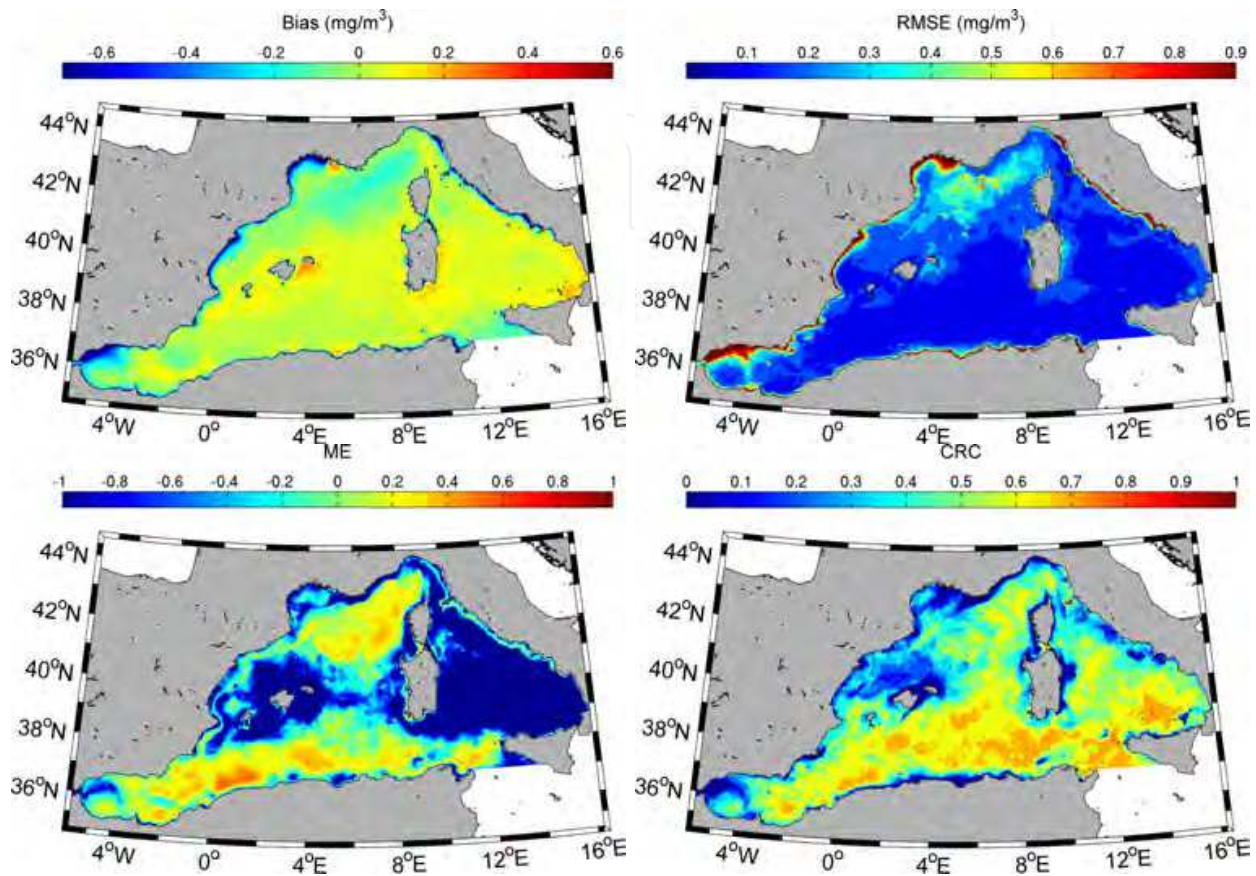 Bias (mg/m³)
-0.6 -0.4 -0.2 0 0.2 0.4 0.6
44°N
42°N
40°N
38°N
36°N
4°W 0° 4°E 8°E 12°E 16°E
RMSE (mg/m³)
0.1 0.2 0.3 0.4 0.5 0.6 0.7 0.8 0.9
44°N
42°N
40°N
38°N
36°N
4°W 0° 4°E 8°E 12°E 16°E
ME
-1 -0.8 -0.6 -0.4 -0.2 0 0.2 0.4 0.6 0.8 1
44°N
42°N
40°N
38°N
36°N
4°W 0° 4°E 8°E 12°E 16°E
CRC
0 0.1 0.2 0.3 0.4 0.5 0.6 0.7 0.8 0.9 1
44°N
42°N
40°N
38°N
36°N
4°W 0° 4°E 8°E 12°E 16°E